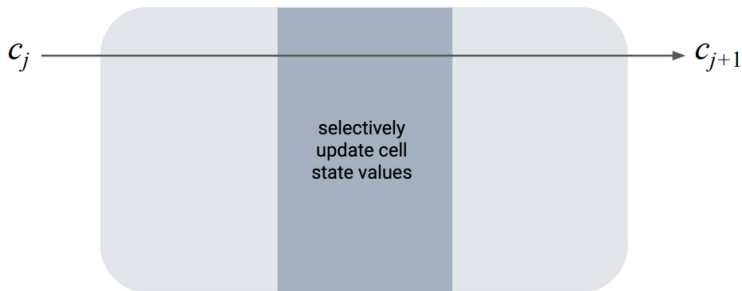 c_j
c_{j+1}
selectively
update cell
state values